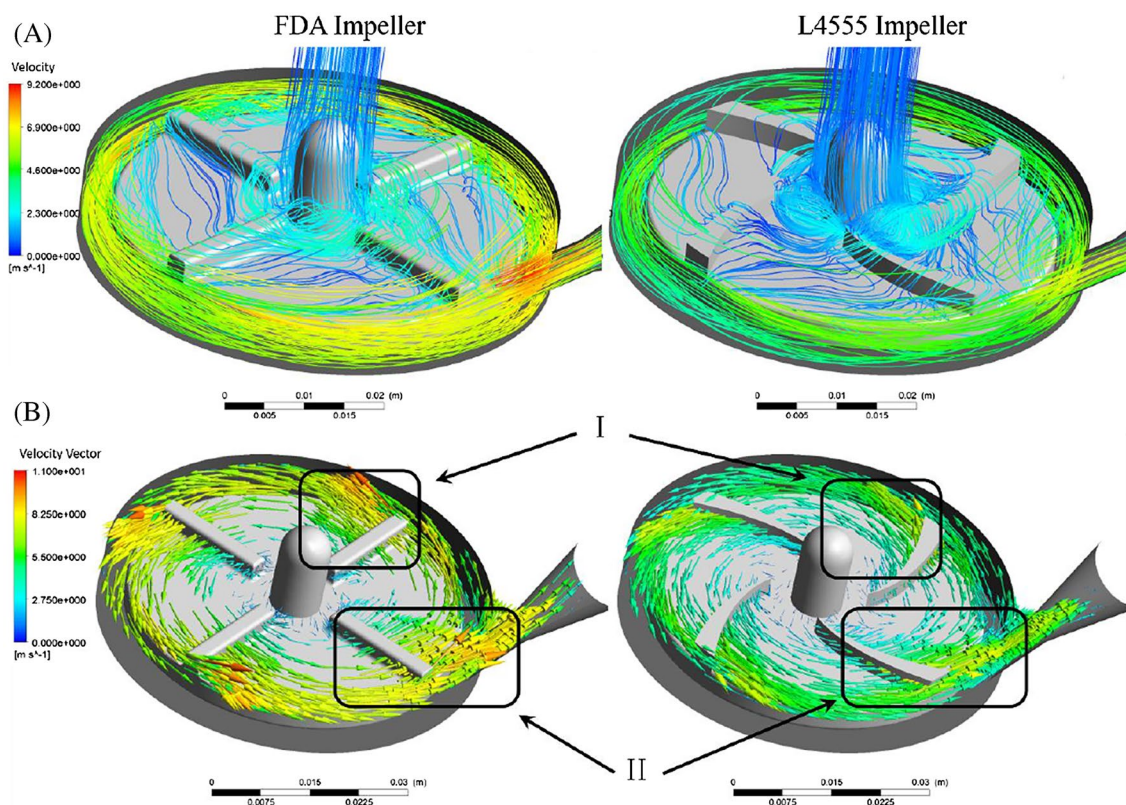 (A)
FDA Impeller
L4555 Impeller
Velocity
9.200e+000
6.900e+000
4.600e+000
2.300e+000
0.000e+000
[m s^-1]
0 0.01 0.02 (m)
0.005 0.015
0 0.01 0.02 (m)
0.005 0.015
(B)
I
Velocity Vector
1.100e+001
8.250e+000
5.500e+000
2.750e+000
0.000e+000
[m s^-1]
II
0 0.015 0.03 (m)
0.0075 0.0225
0 0.015 0.03 (m)
0.0075 0.0225